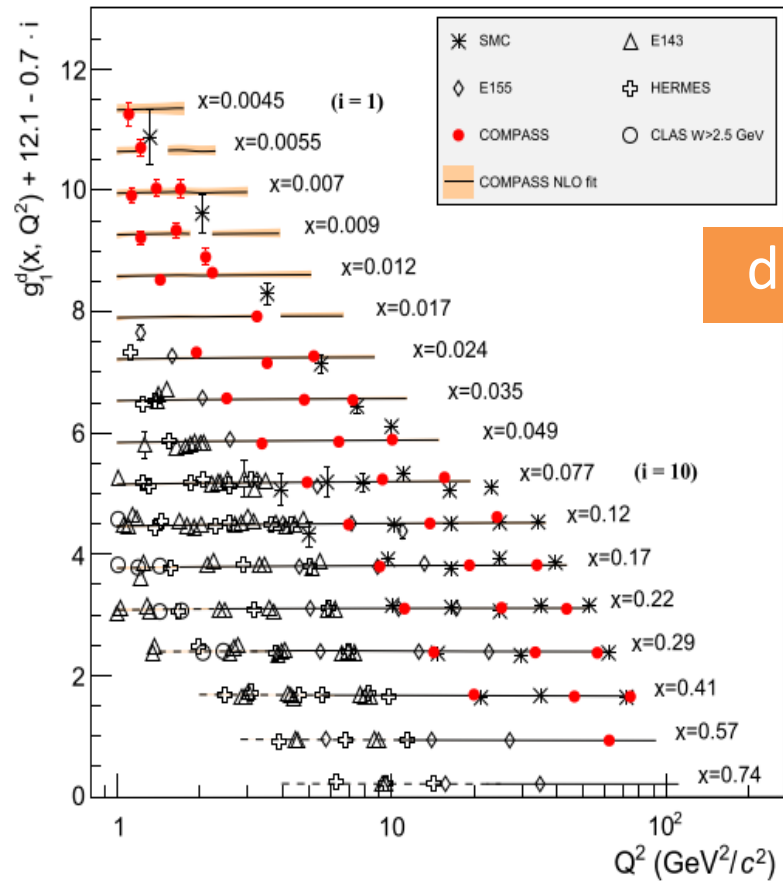 g₁ᵈ(x, Q²) + 12.1 - 0.7 · i
12
10
8
6
4
2
0
SMC
E143
E155
HERMES
COMPASS
CLAS W>2.5 GeV
COMPASS NLO fit
d
x=0.0045 (i = 1)
x=0.0055
x=0.007
x=0.009
x=0.012
x=0.017
x=0.024
x=0.035
x=0.049
x=0.077 (i = 10)
x=0.12
x=0.17
x=0.22
x=0.29
x=0.41
x=0.57
x=0.74
1
10
10²
Q² (GeV²/c²)